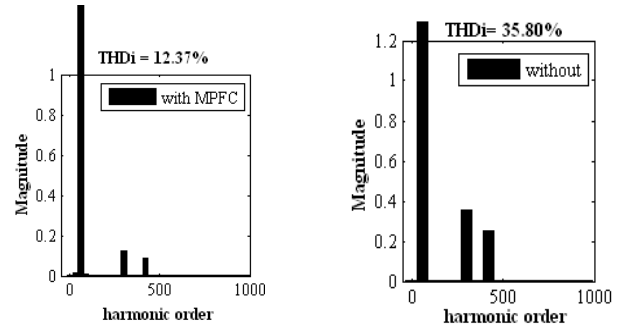 THDi = 12.37%
1
0.8
0.6
0.4
0.2
0
Magnitude
with MPFC
0
500
1000
harmonic order
THDi= 35.80%
1.2
1
0.8
0.6
0.4
0.2
0
Magnitude
without
0
500
1000
harmonic order